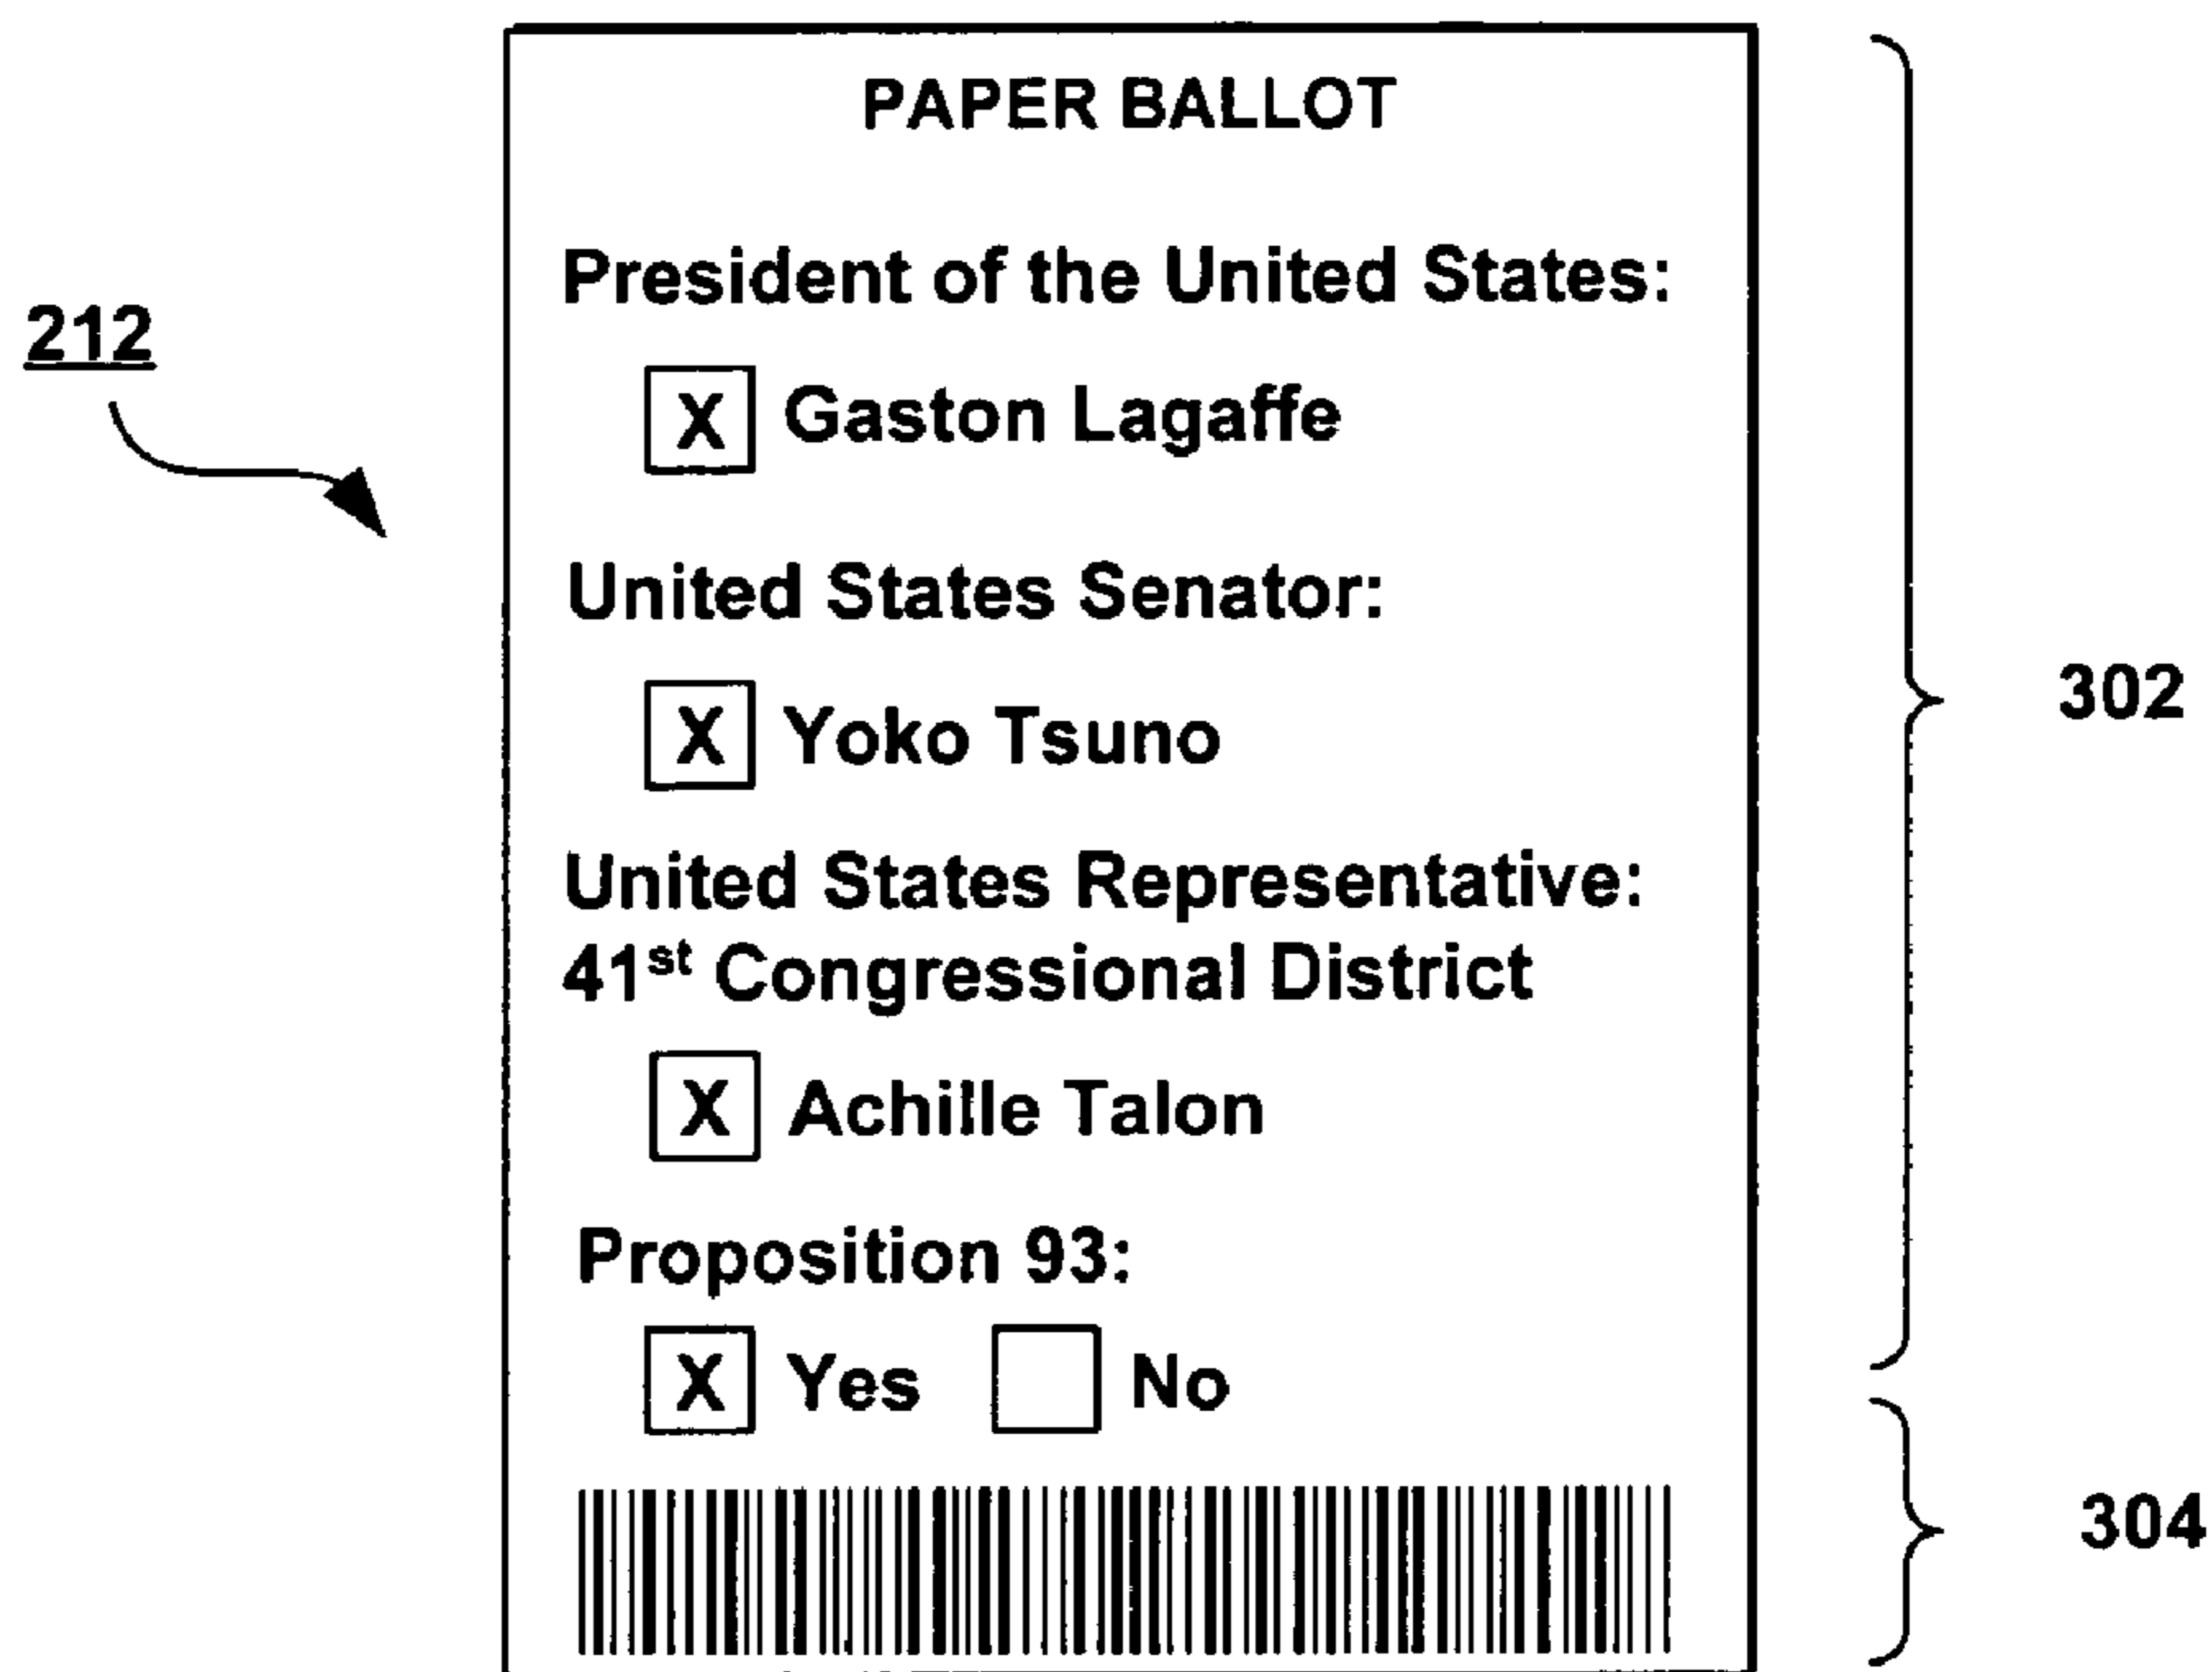 PAPER BALLOT
President of the United States:
212
X Gaston Lagaffe
United States Senator:
302
X Yoko Tsuno
United States Representative:
41st Congressional District
X Achille Talon
Proposition 93:
X Yes No
304